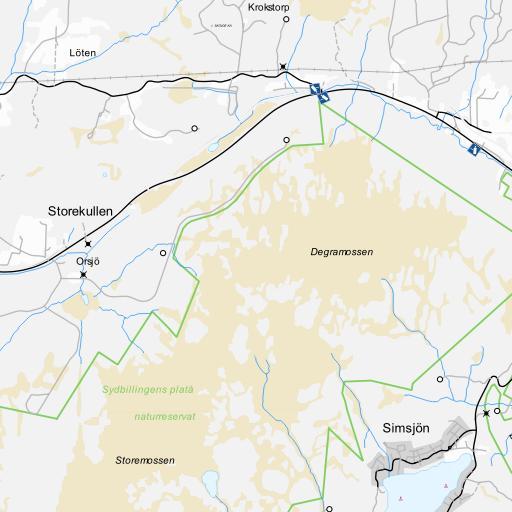 Krokstorp
Löten
Storekullen
Degramossen
Orsjö
Sydbillingens platå
naturreservat
Simsjön
Storemossen